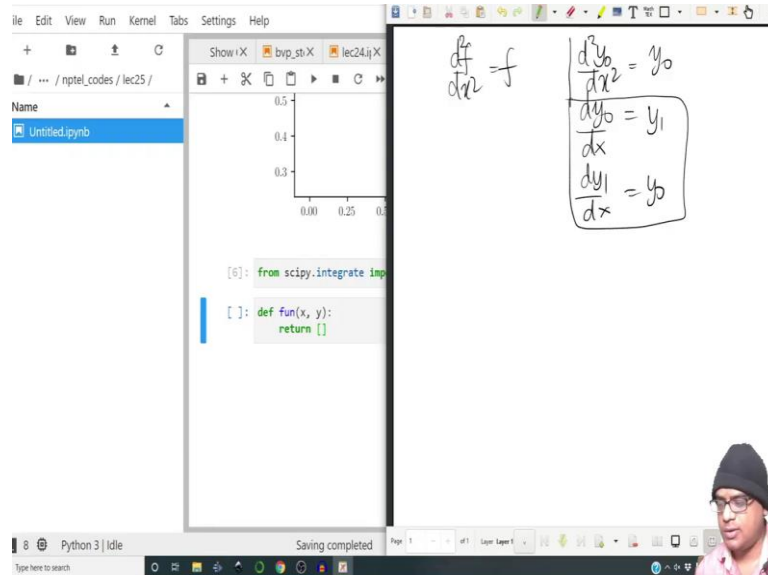 ile Edit View Run Kernel Tabs Settings Help
Show X bvp_st X lec24.i X
/ ··· / nptel_codes / lec25 /
Name
Untitled.ipynb
0.5
0.4
0.3
0.00 0.25 0.
[6]: from scipy.integrate imp
[ ]: def fun(x, y):
return []
d²f/dx² = f
d²y₀/dx² = y₀
dy₀/dx = y₁
dy₁/dx = y₀
8 Python 3 | Idle Saving completed
Page 1 of 1 Layer Layer 1
Type here to search